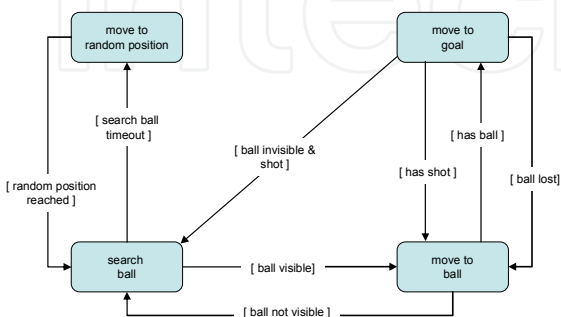 move to
random position
move to
goal
[ search ball
timeout ]
[ ball invisible &
shot ]
[ has ball ]
[ has shot ]
[ ball lost]
[ random position
reached ]
search
ball
[ ball visible]
move to
ball
[ ball not visible ]